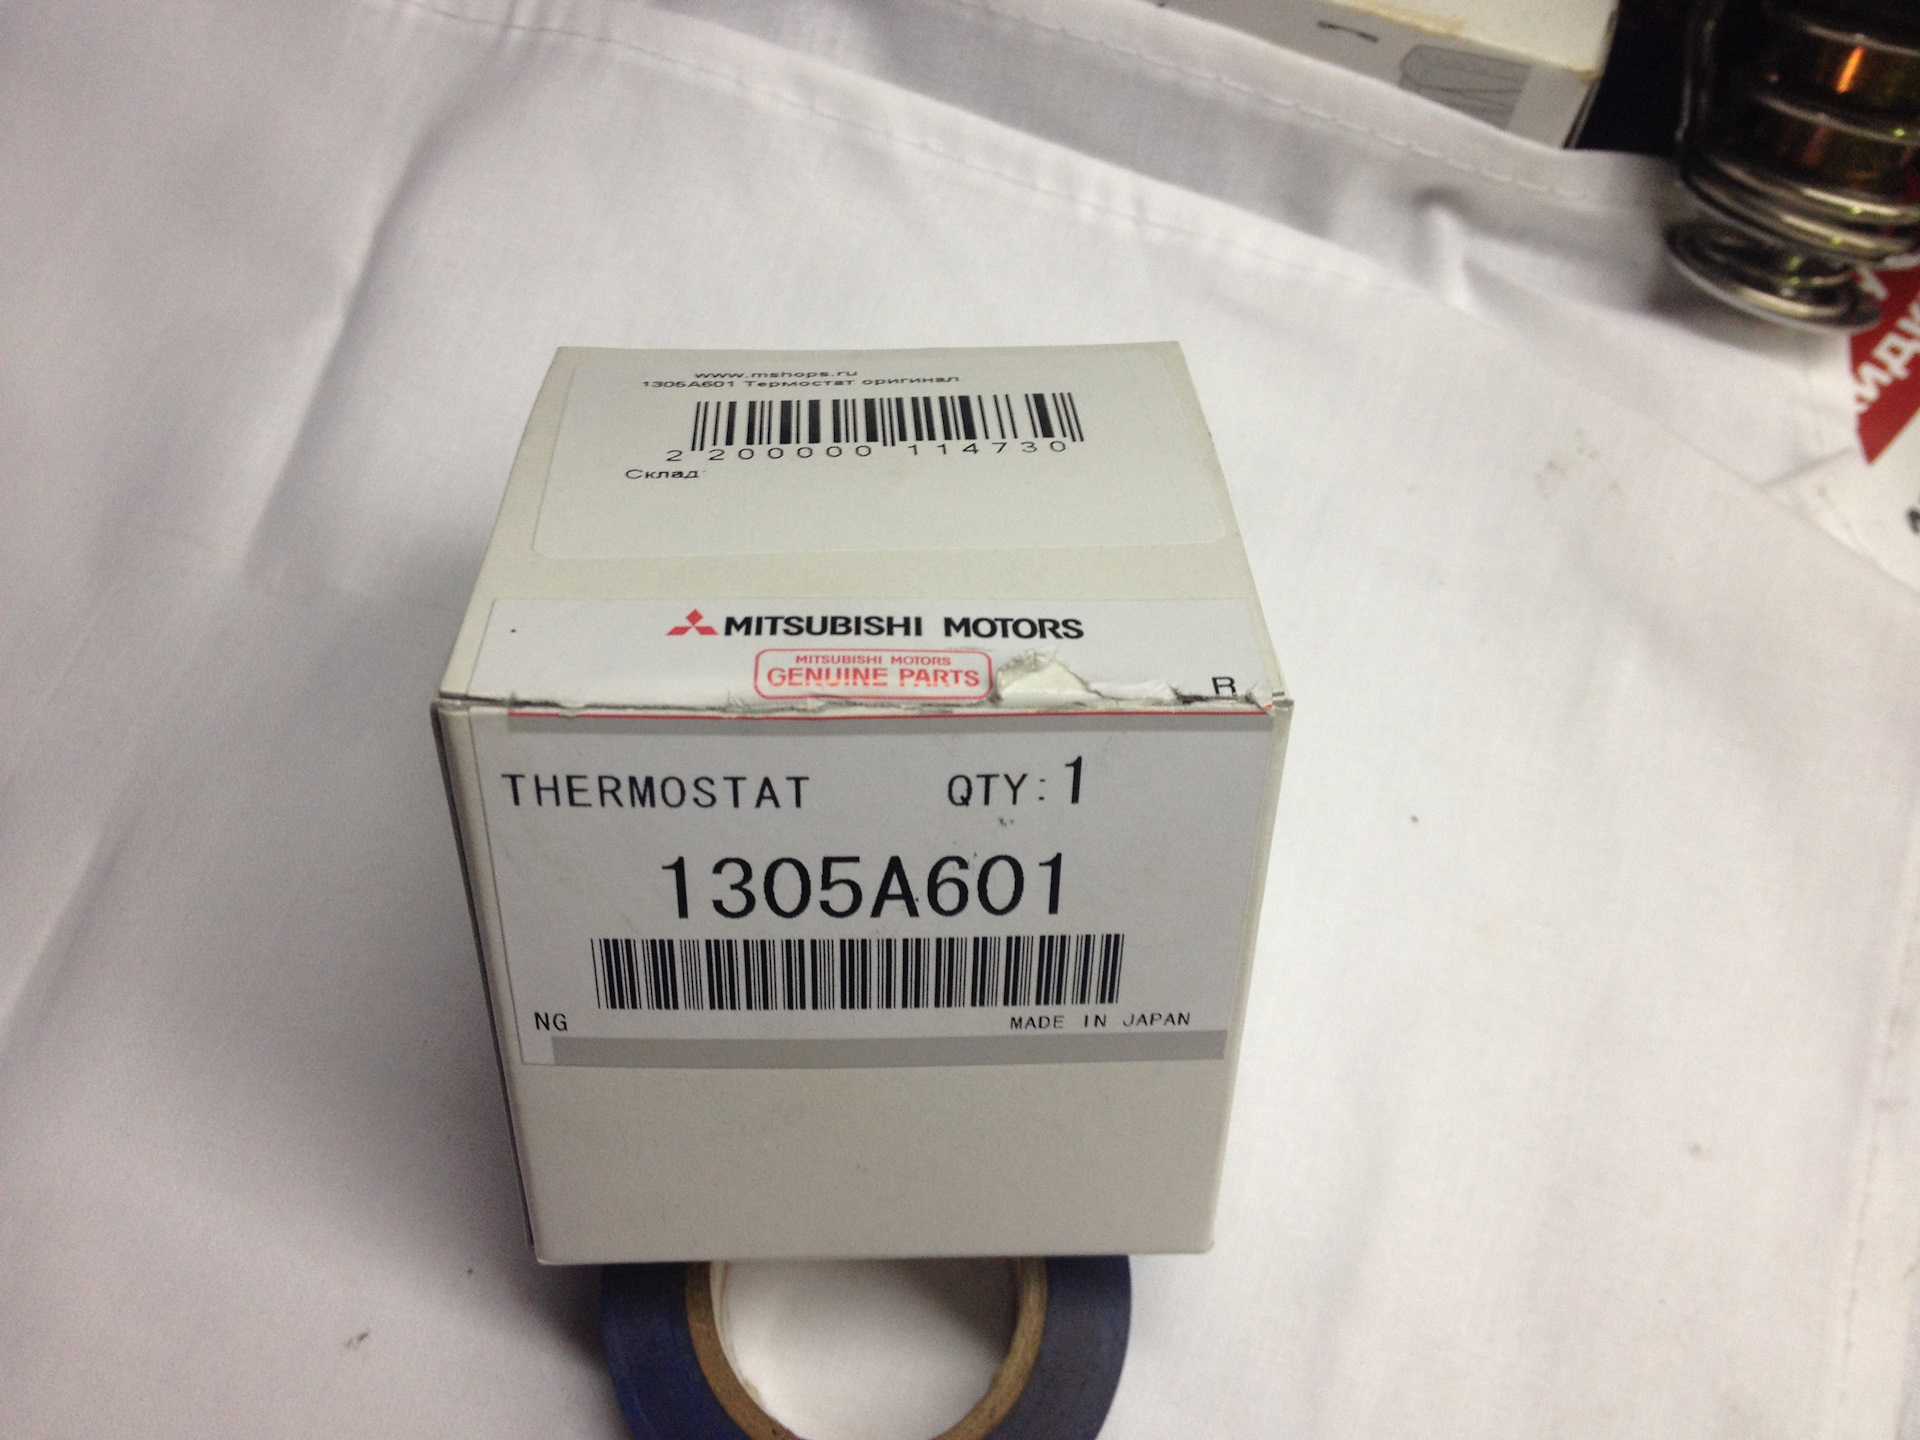 www.mshops.ru
1305A601 Термостат оригинал
2 200000 114730
Склад:
MITSUBISHI MOTORS
MITSUBISHI MOTORS
GENUINE PARTS
R
THERMOSTAT QTY: 1
1305A601
NG MADE IN JAPAN